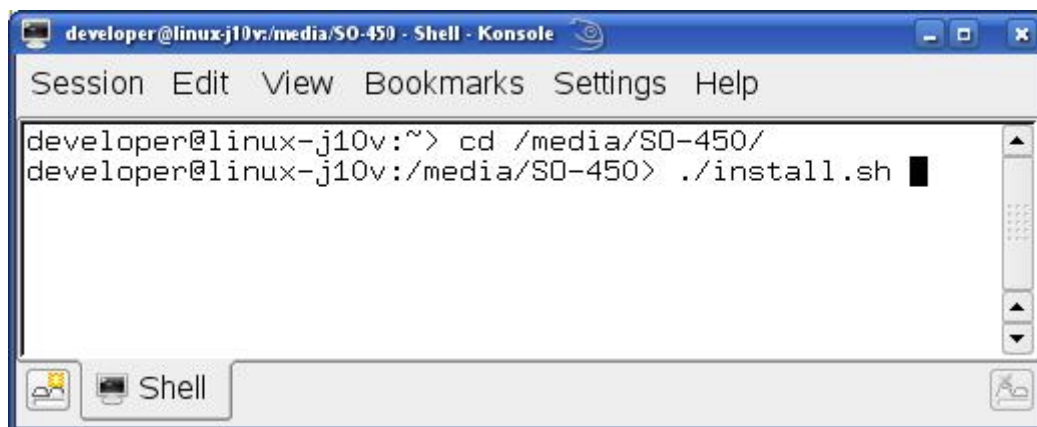 developer@linux-j10v:/media/SO-450 - Shell - Konsole
Session Edit View Bookmarks Settings Help
developer@linux-j10v:~> cd /media/SO-450/
developer@linux-j10v:/media/SO-450> ./install.sh
Shell